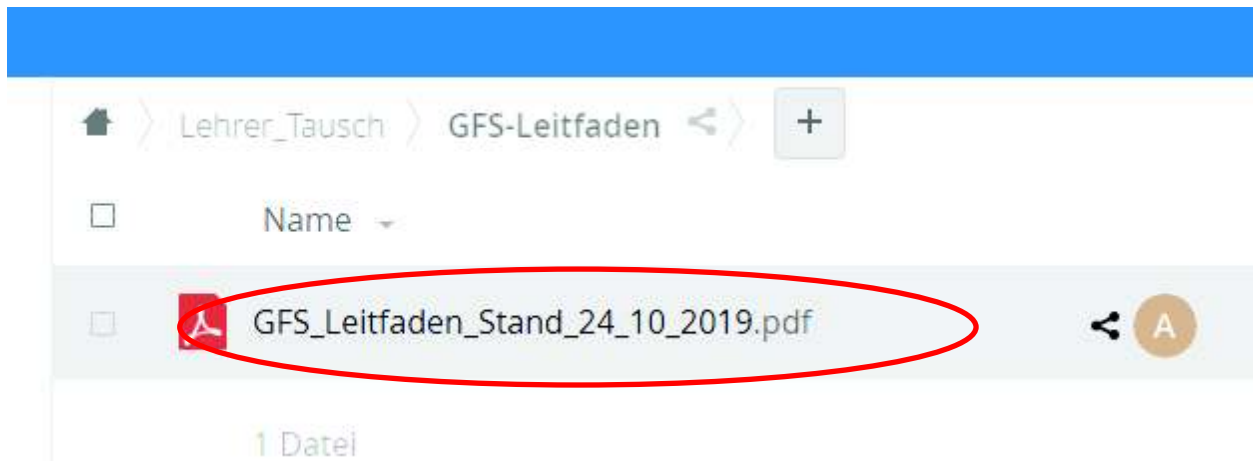 Lehrer_Tausch GFS-Leitfaden +
Name
GFS_Leitfaden_Stand_24_10_2019.pdf A
1 Datei